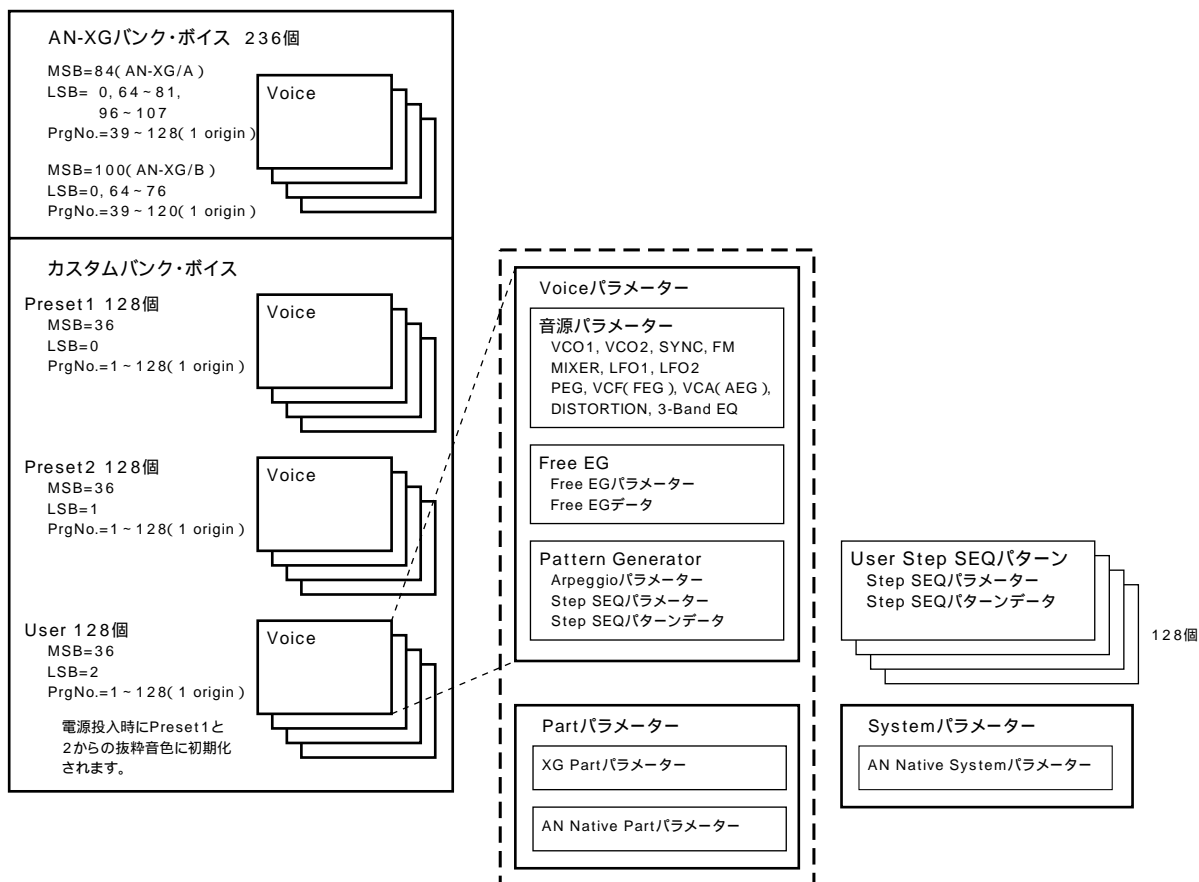 AN-XGバンク・ボイス 236個
MSB=84(AN-XG/A)
LSB= 0, 64~81,
96~107
PrgNo.=39~128(1 origin)
MSB=100(AN-XG/B)
LSB=0, 64~76
PrgNo.=39~120(1 origin)
Voice
カスタムバンク・ボイス
Preset1 128個
MSB=36
LSB=0
PrgNo.=1~128(1 origin)
Voice
Preset2 128個
MSB=36
LSB=1
PrgNo.=1~128(1 origin)
Voice
User 128個
MSB=36
LSB=2
PrgNo.=1~128(1 origin)
電源投入時にPreset1と
2からの抜粋音色に初期化
されます。
Voice
Voiceパラメーター
音源パラメーター
VCO1, VCO2, SYNC, FM
MIXER, LFO1, LFO2
PEG, VCF(FEG), VCA(AEG),
DISTORTION, 3-Band EQ
Free EG
Free EGパラメーター
Free EGデータ
Pattern Generator
Arpeggioパラメーター
Step SEQパラメーター
Step SEQパターンデータ
Partパラメーター
XG Partパラメーター
AN Native Partパラメーター
User Step SEQパターン
Step SEQパラメーター
Step SEQパターンデータ
128個
Systemパラメーター
AN Native Systemパラメーター